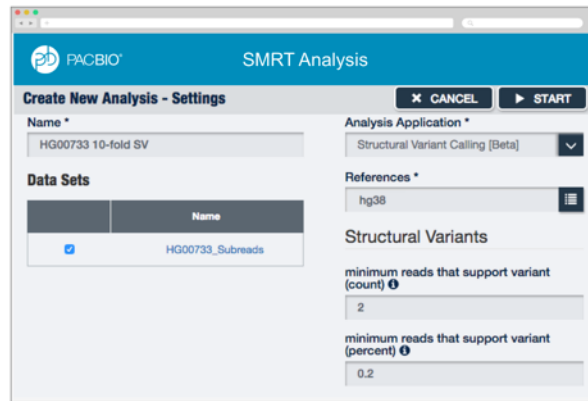 PACBIO®
SMRT Analysis
Create New Analysis - Settings
✖ CANCEL
▶ START
Name *
HG00733 10-fold SV
Data Sets
Name
HG00733_Subreads
Analysis Application *
Structural Variant Calling [Beta]
References *
hg38
Structural Variants
minimum reads that support variant
(count)
2
minimum reads that support variant
(percent)
0.2